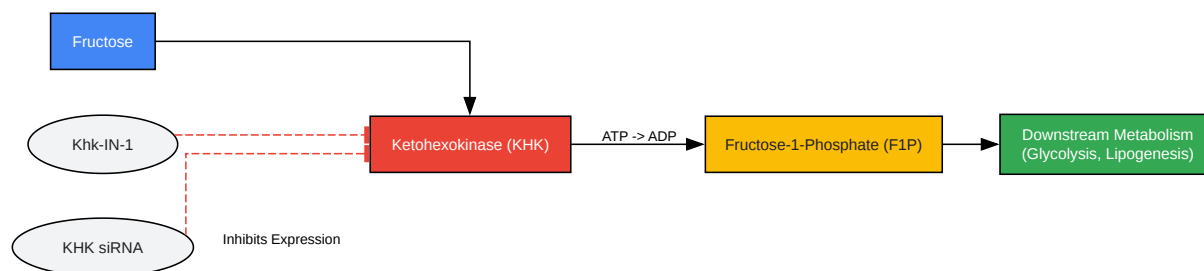 Fructose
Khk-IN-1
Ketohexokinase (KHK)
ATP -> ADP
Fructose-1-Phosphate (F1P)
Downstream Metabolism
(Glycolysis, Lipogenesis)
KHK siRNA
Inhibits Expression